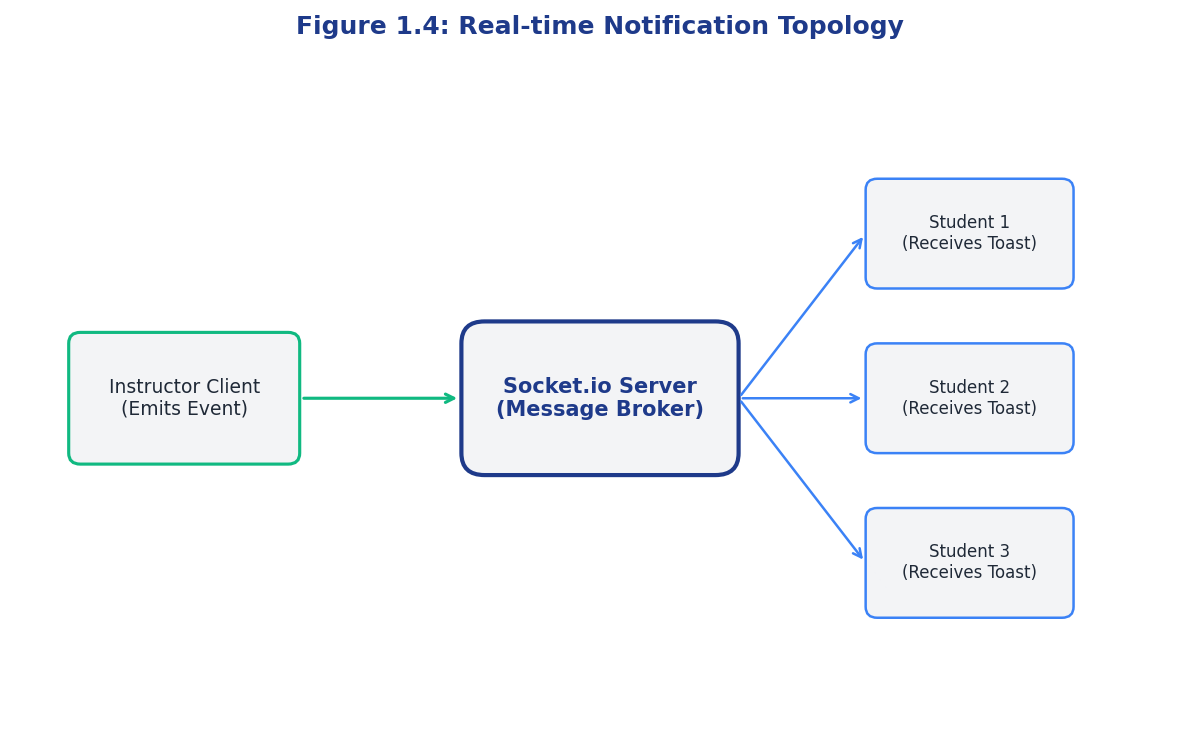 Figure 1.4: Real-time Notification Topology
Instructor Client
(Emits Event)
Socket.io Server
(Message Broker)
Student 1
(Receives Toast)
Student 2
(Receives Toast)
Student 3
(Receives Toast)